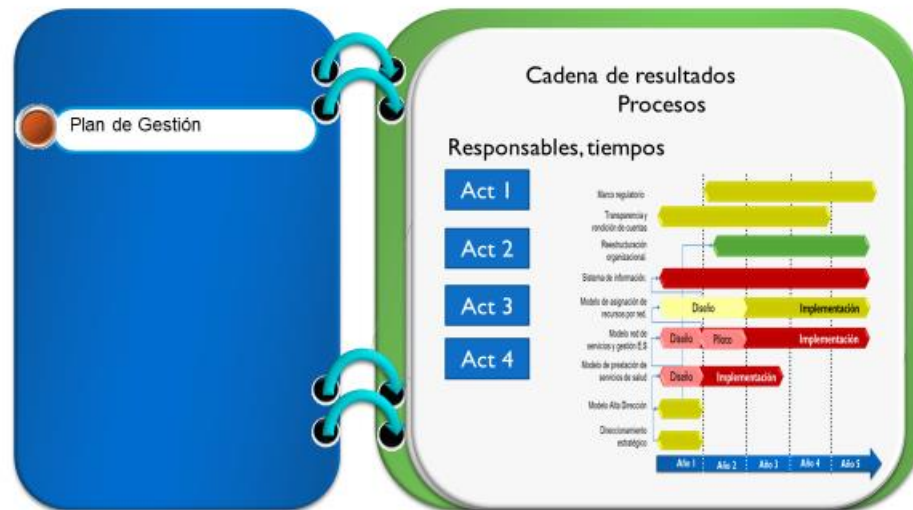 Plan de Gestión
Cadena de resultados
Procesos
Responsables, tiempos
Act 1
Act 2
Act 3
Act 4
Marco regulatorio
Transparencia y
rendición de cuentas
Reestructuración
organizacional
Sistema de información.
Modelo de asignación de
recursos por red.
Diseño
Implementación
Modelo red de
servicios y gestión E.S
Diseño
Piloto
Implementación
Modelo de prestación de
servicios de salud
Diseño
Implementación
Modelo Alta Dirección
Direccionamiento
estratégico
Año 1
Año 2
Año 3
Año 4
Año 5